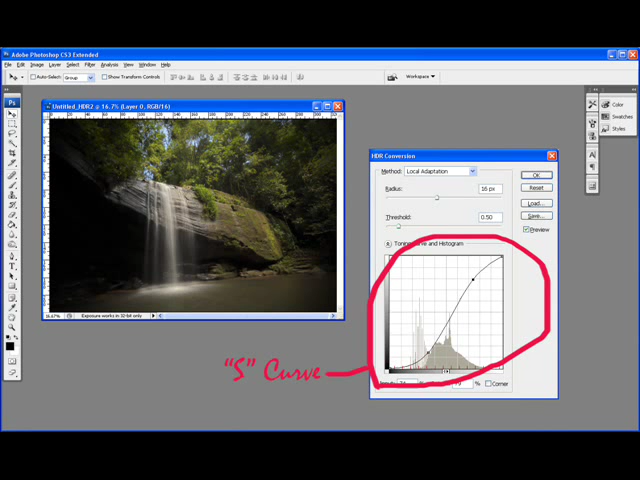 Adobe Photoshop CS3 Extended
File Edit Image Layer Select Filter Analysis View Window Help
Auto-Select: Group Show Transform Controls Workspace
Ps
Untitled_HDR2 @ 16.7% (Layer 0, RGB/16)
Color
Swatches
Styles
HDR Conversion
Method: Local Adaptation
OK
Radius: 16 px
Reset
Load...
Threshold: 0.50
Save...
Preview
Toning Curve and Histogram
16.67% Exposure works in 32-bit only
"S" Curve
% Corner